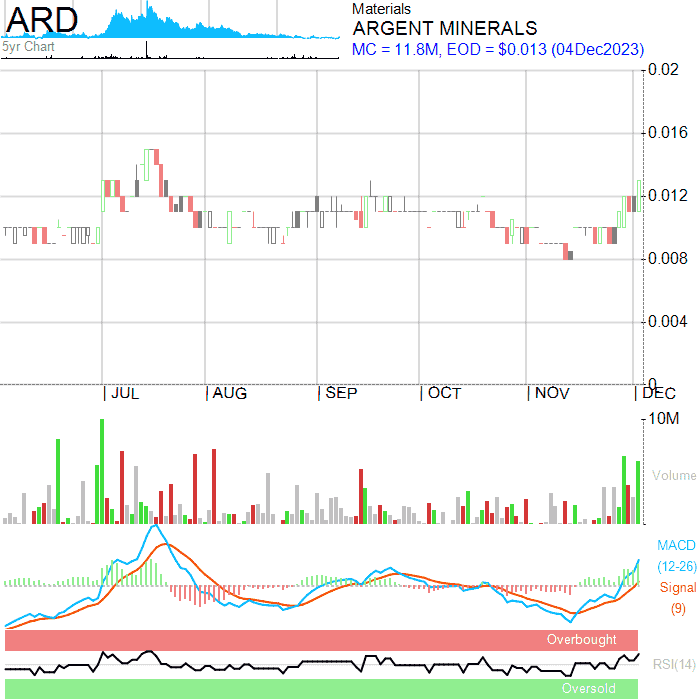 ARD
5yr Chart
Materials
ARGENT MINERALS
MC = 11.8M, EOD = $0.013 (04Dec2023)
0.02
0.016
0.012
0.008
0.004
0
JUL AUG SEP OCT NOV DEC
10M
Volume
MACD
(12-26)
Signal
(9)
Overbought
RSI(14)
Oversold